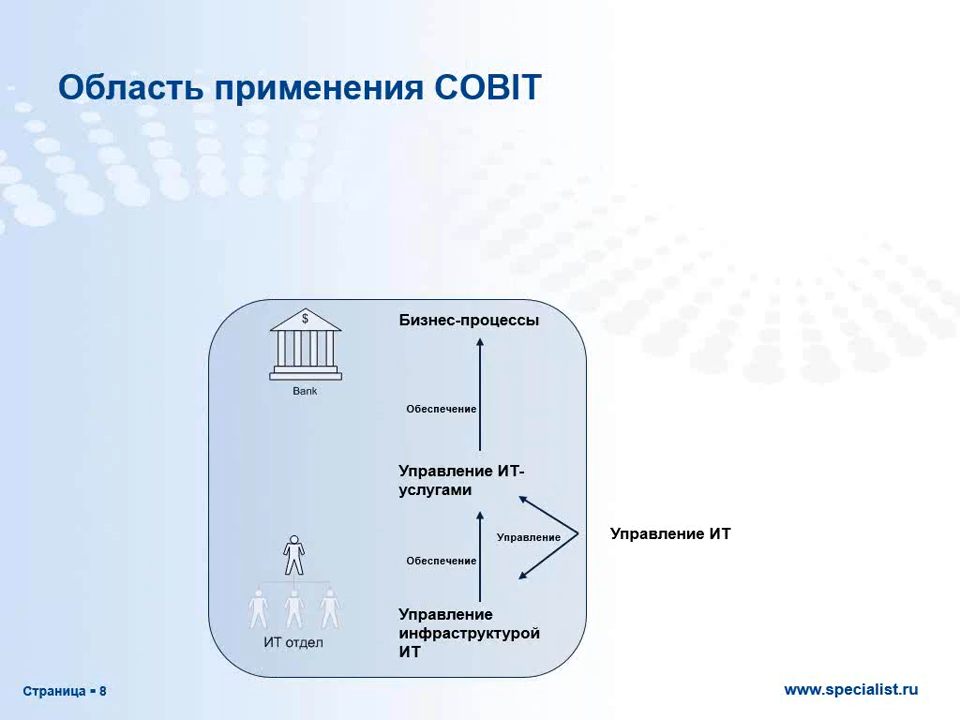 Область применения COBIT
$
Bank
Бизнес-процессы
Обеспечение
Управление ИТ-
услугами
Управление
Управление ИТ
Обеспечение
ИТ отдел
Управление
инфраструктурой
ИТ
Страница ▪ 8
www.specialist.ru